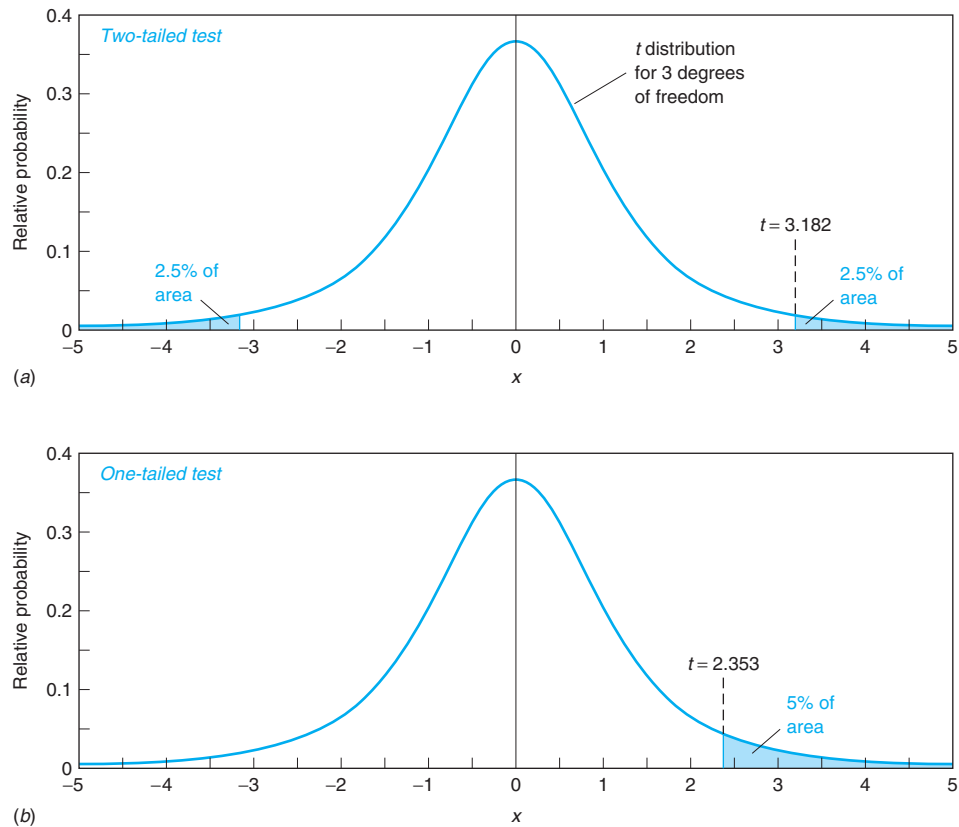 0.4
Two-tailed test
t distribution
for 3 degrees
of freedom
0.3
Relative probability
0.2
t = 3.182
0.1
2.5% of
area
2.5% of
area
0
–5 –4 –3 –2 –1 0 1 2 3 4 5
(a)
x
0.4
One-tailed test
0.3
Relative probability
0.2
t = 2.353
0.1
5% of
area
0
–5 –4 –3 –2 –1 0 1 2 3 4 5
(b)
x